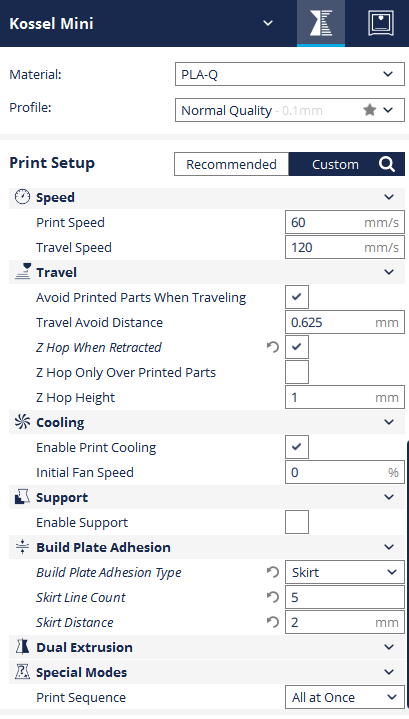 Kossel Mini
Material: PLA-Q
Profile: Normal Quality - 0.1mm
Print Setup Recommended Custom
Speed
Print Speed 60 mm/s
Travel Speed 120 mm/s
Travel
Avoid Printed Parts When Traveling
Travel Avoid Distance 0.625 mm
Z Hop When Retracted
Z Hop Only Over Printed Parts
Z Hop Height 1 mm
Cooling
Enable Print Cooling
Initial Fan Speed 0 %
Support
Enable Support
Build Plate Adhesion
Build Plate Adhesion Type Skirt
Skirt Line Count 5
Skirt Distance 2 mm
Dual Extrusion
Special Modes
Print Sequence All at Once